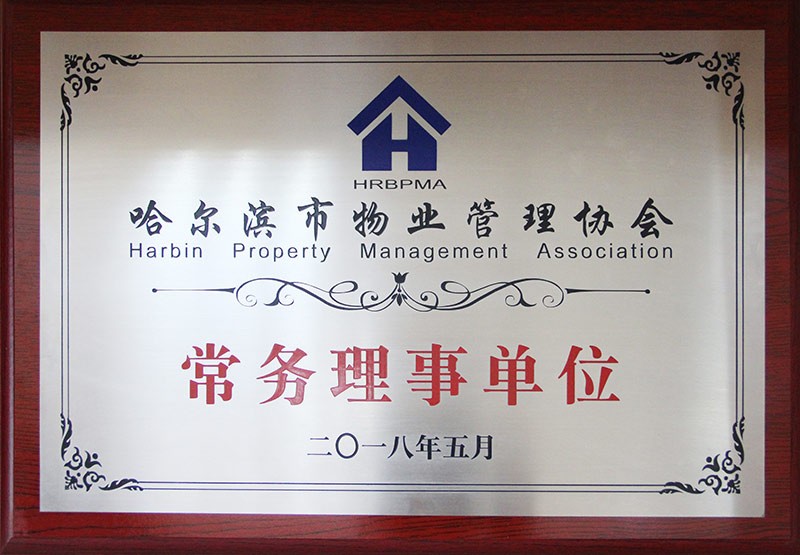 HRBPMA
哈尔滨市物业管理协会
Harbin Property Management Association
常务理事单位
二〇一八年五月